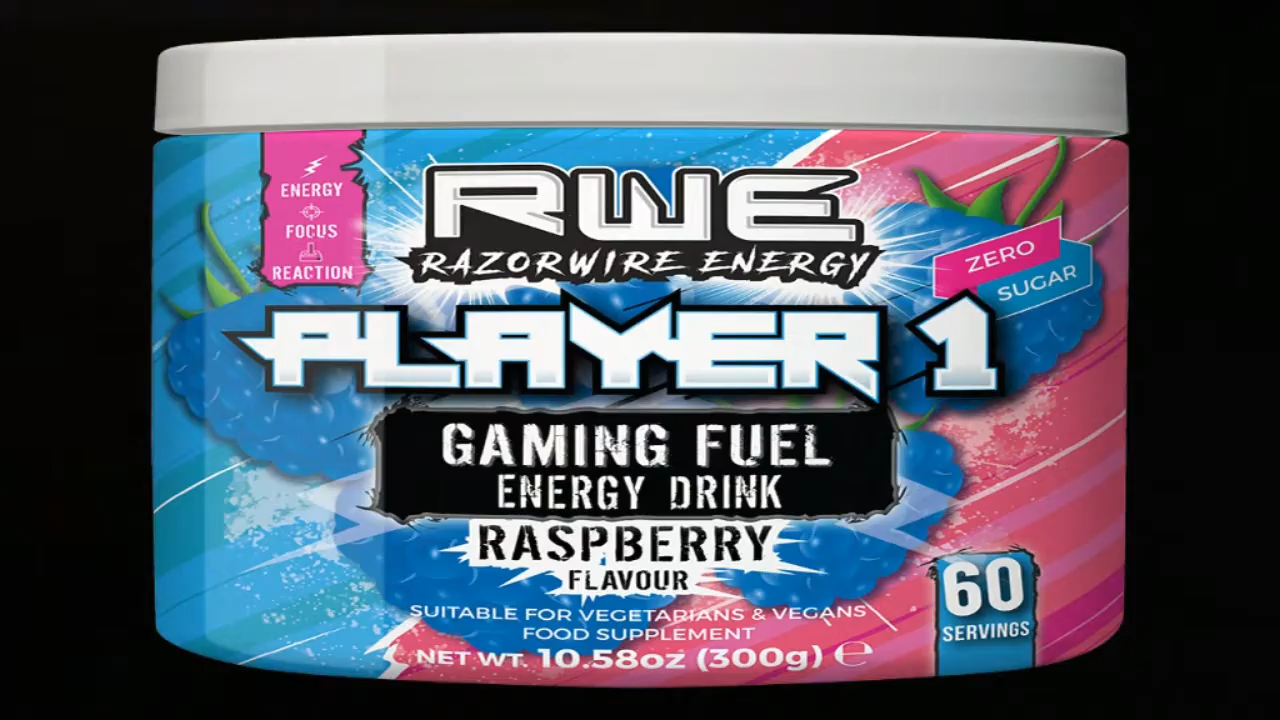 ENERGY
FOCUS
REACTION
RWE
RAZORWIRE ENERGY
ZERO
SUGAR
PLAYER 1
GAMING FUEL
ENERGY DRINK
RASPBERRY
FLAVOUR
SUITABLE FOR VEGETARIANS & VEGANS
FOOD SUPPLEMENT
NET WT. 10.58oz (300g) ℮
60
SERVINGS